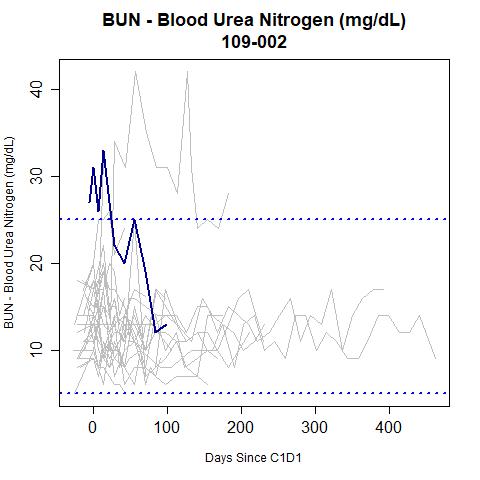 BUN - Blood Urea Nitrogen (mg/dL)
109-002
BUN - Blood Urea Nitrogen (mg/dL)
40
30
20
10
0 100 200 300 400
Days Since C1D1